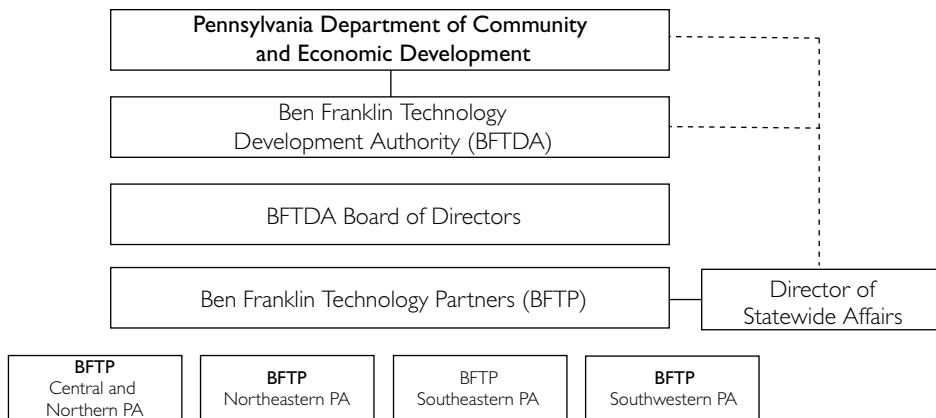 Pennsylvania Department of Community
and Economic Development
Ben Franklin Technology
Development Authority (BFTDA)
BFTDA Board of Directors
Ben Franklin Technology Partners (BFTP)
Director of
Statewide Affairs
BFTP
Central and
Northern PA
BFTP
Northeastern PA
BFTP
Southeastern PA
BFTP
Southwestern PA